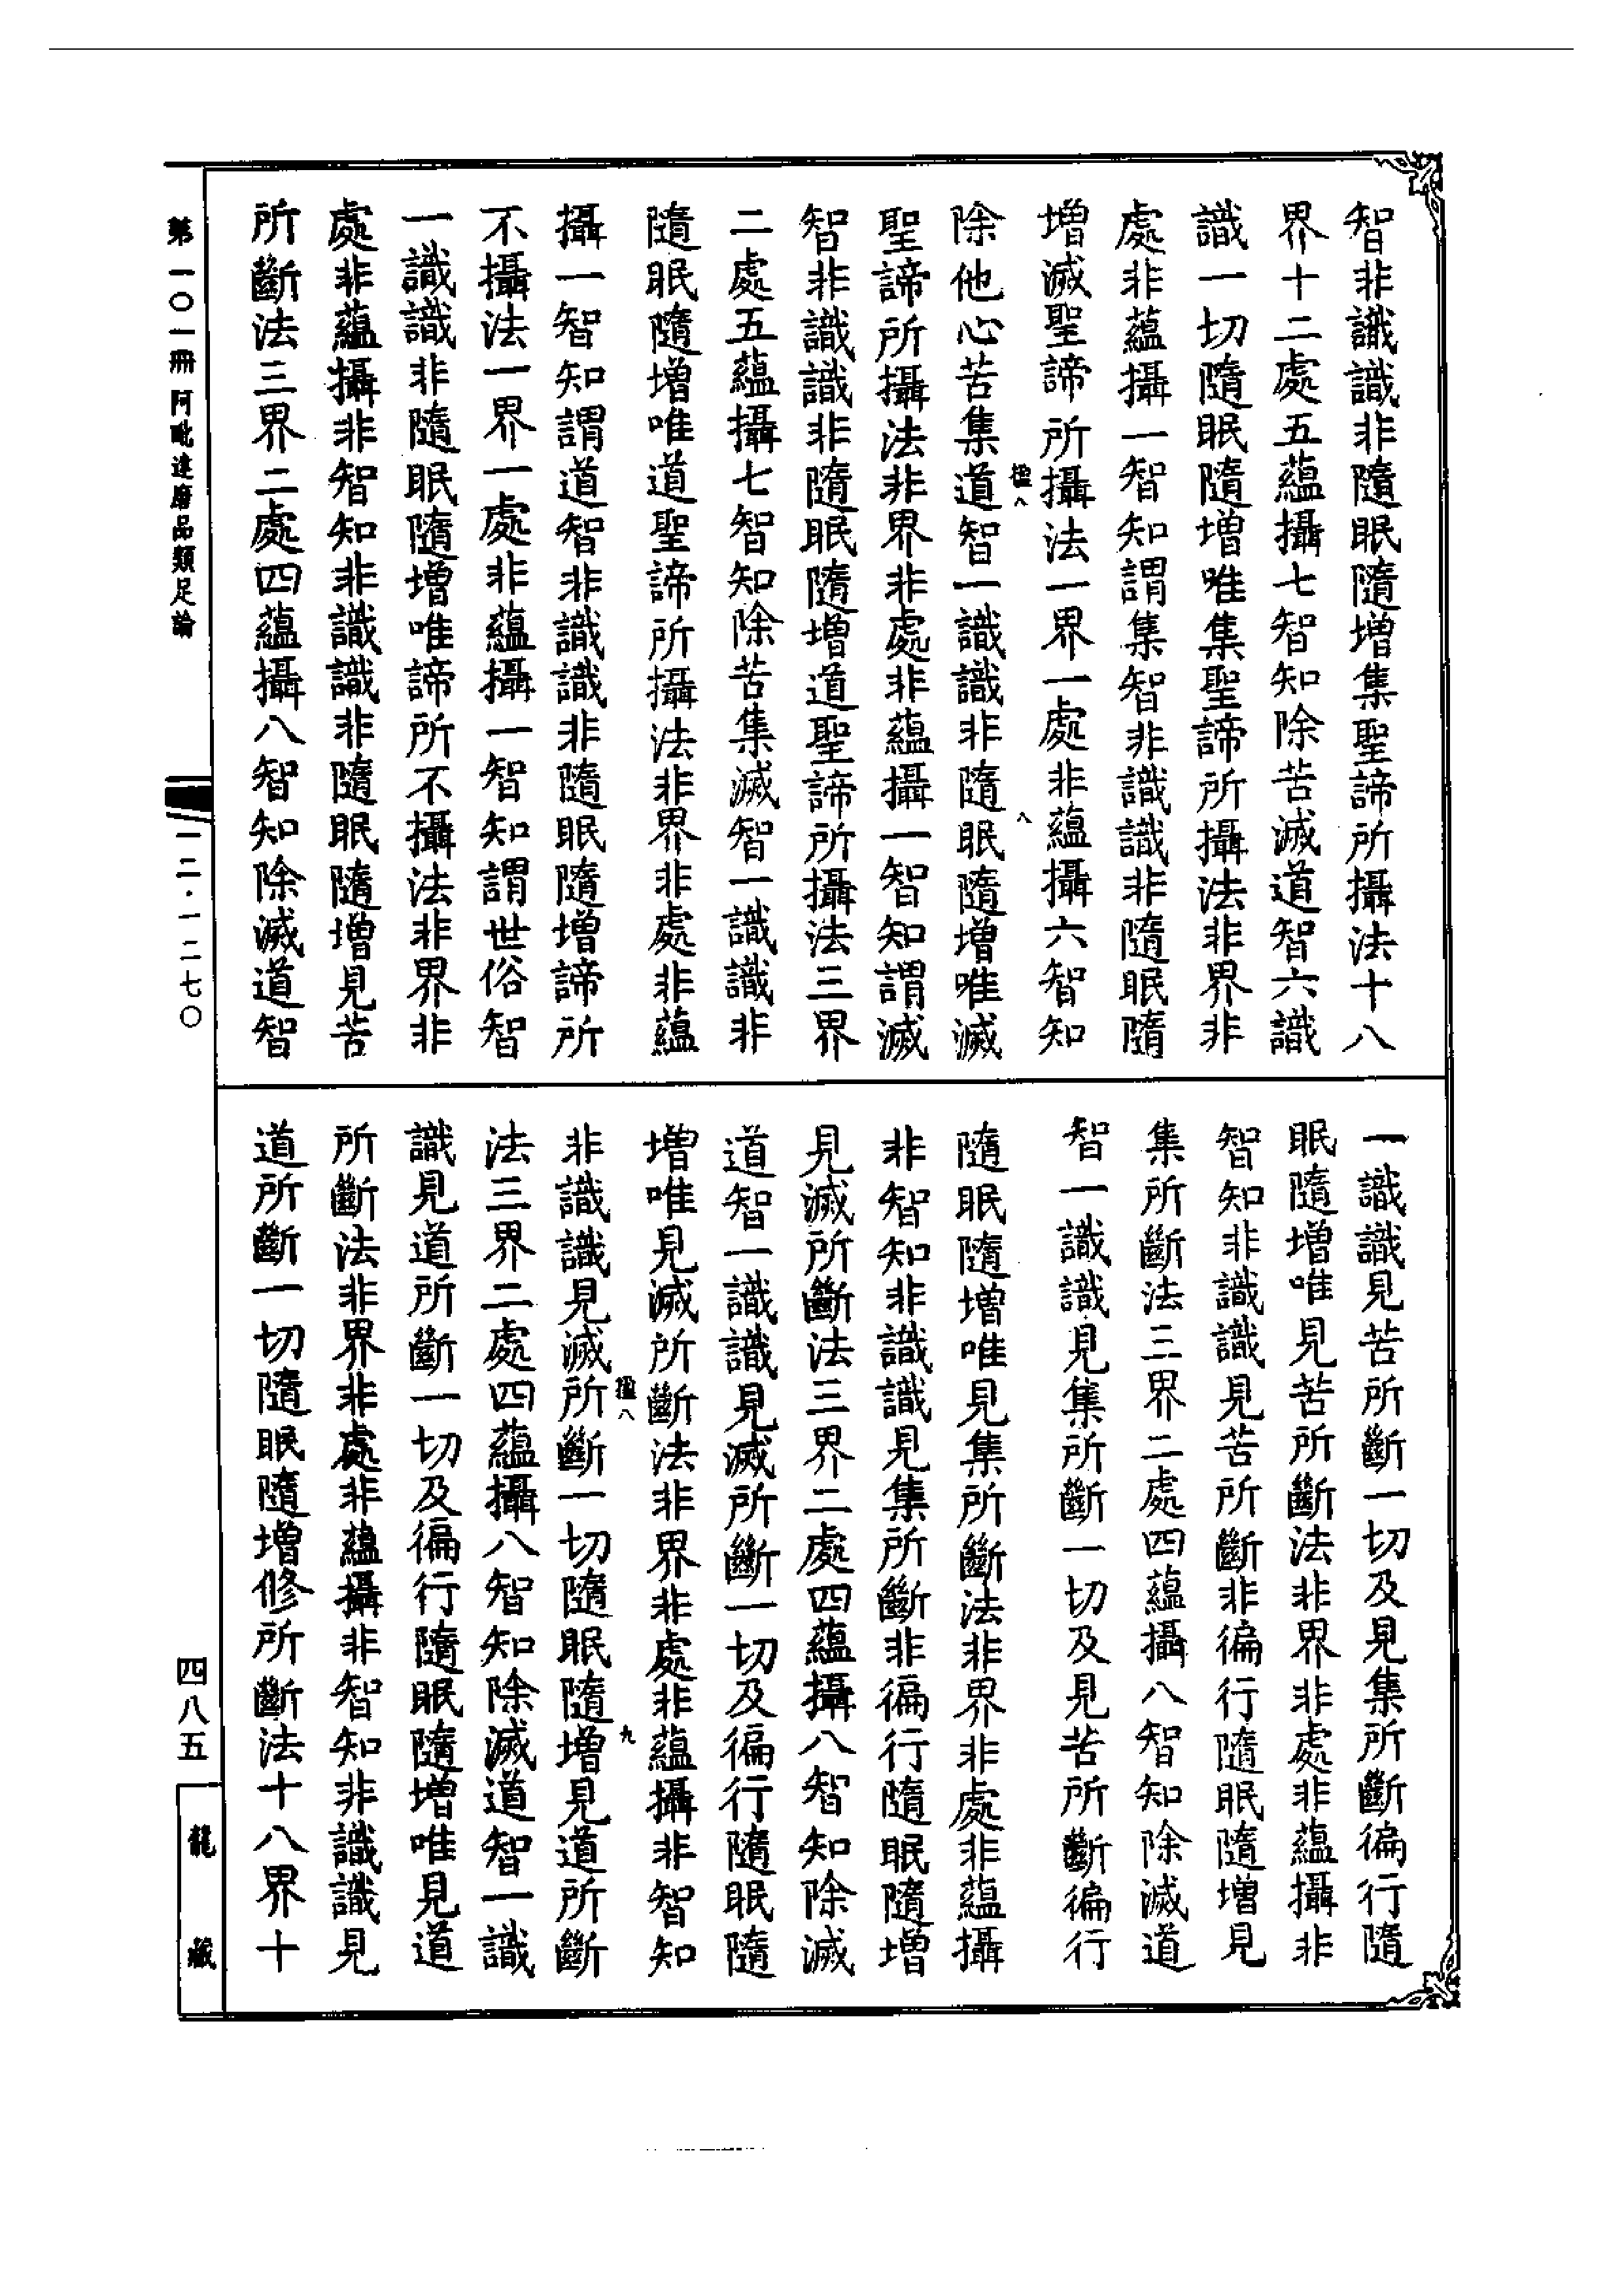 智非識識非隨眠隨增集聖諦所攝法十八
界十二處五蘊攝七智知除苦滅道智六識
識一切隨眠隨增唯集聖諦所攝法非界非
處非蘊攝一智知謂集智非識識非隨眠隨
增滅聖諦所攝法一界一處非蘊攝六智知
除他心苦集道智一識識非隨眠隨增唯滅
聖諦所攝法非界非處非蘊攝一智知謂滅
智非識識非隨眠隨增道聖諦所攝法三界
二處五蘊攝七智知除苦集滅智一識識非
隨眠隨增唯道聖諦所攝法非界非處非蘊
攝一智知謂道智非識識非隨眠隨增諦所
不攝法一界一處非蘊攝一智知謂世俗智
一識識非隨眠隨增唯諦所不攝法非界非
處非蘊攝非智知非識識非隨眠隨增見苦
所斷法三界二處四蘊攝八智知除滅道智
八
八
一識識見苦所斷一切及見集所斷徧行隨
眠隨增唯見苦所斷法非界非處非蘊攝非
智知非識識見苦所斷非徧行隨眠隨增見
集所斷法三界二處四蘊攝八智知除滅道
智一識識見集所斷一切及見苦所斷徧行
隨眠隨增唯見集所斷法非界非處非蘊攝
非智知非識識見集所斷非徧行隨眠隨增
見滅所斷法三界二處四蘊攝八智知除滅
道智一識識見滅所斷一切及徧行隨眠隨
增唯見滅所斷法非界非處非蘊攝非智知
非識識見滅所斷一切隨眠隨增見道所斷
法三界二處四蘊攝八智知除滅道智一識
識見道所斷一切及徧行隨眠隨增唯見道
所斷法非界非處非蘊攝非智知非識識見
道所斷一切隨眠隨增修所斷法十八界十
八
九
第一〇一冊 阿毗達磨品類足論
一二·一二七〇
四八五
龍藏